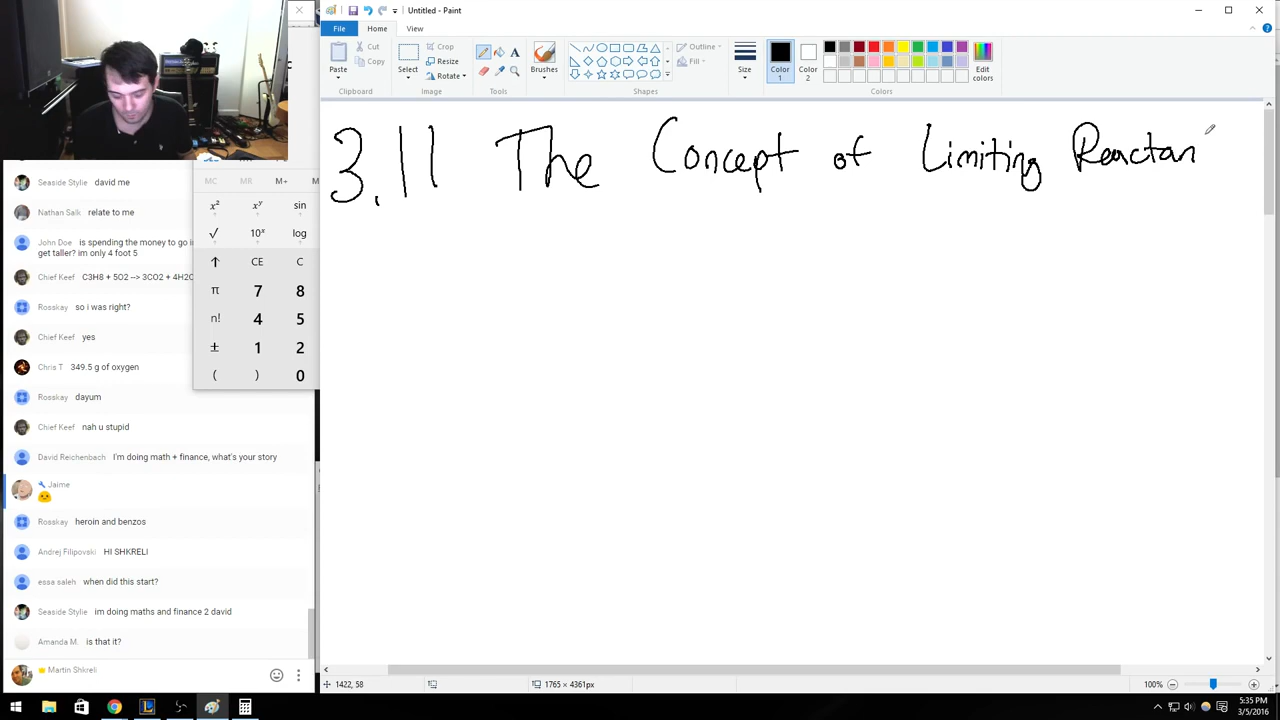 Untitled - Paint
File Home View
Paste Cut Copy Clipboard
Select Crop Resize Rotate Image
Tools
Brushes
Outline Fill Shapes
Size
Color 1 Color 2
Edit colors
Colors
3.11 The Concept of Limiting Reactan
Seaside Stylie david me
Nathan Salk relate to me
John Doe is spending the money to go i
get taller? im only 4 foot 5
Chief Keef C3H8 + 5O2 --> 3CO2 + 4H2O
Rosskay so i was right?
Chief Keef yes
Chris T 349.5 g of oxygen
Rosskay dayum
Chief Keef nah u stupid
David Reichenbach I'm doing math + finance, what's your story
Jaime
Rosskay heroin and benzos
Andrej Filipovski HI SHKRELI
essa saleh when did this start?
Seaside Stylie im doing maths and finance 2 david
Amanda M. is that it?
Martin Shkreli
MC MR M+ M
x² xʸ sin
√ 10ˣ log
↑ CE C
π 7 8
n! 4 5
± 1 2
( ) 0
1422, 58
1765 × 4361px
100%
5:35 PM
3/5/2016